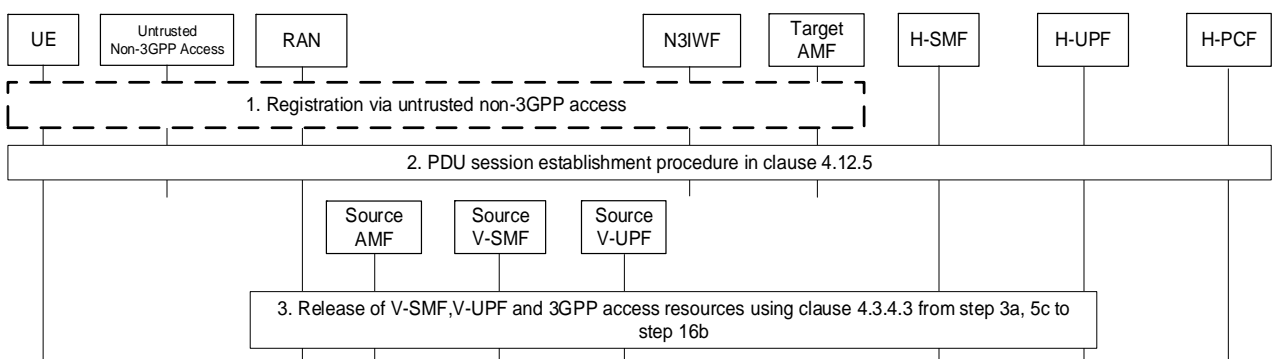 UE
Untrusted
Non-3GPP Access
RAN
N3IWF
Target
AMF
H-SMF
H-UPF
H-PCF
1. Registration via untrusted non-3GPP access
2. PDU session establishment procedure in clause 4.12.5
Source
AMF
Source
V-SMF
Source
V-UPF
3. Release of V-SMF,V-UPF and 3GPP access resources using clause 4.3.4.3 from step 3a, 5c to
step 16b